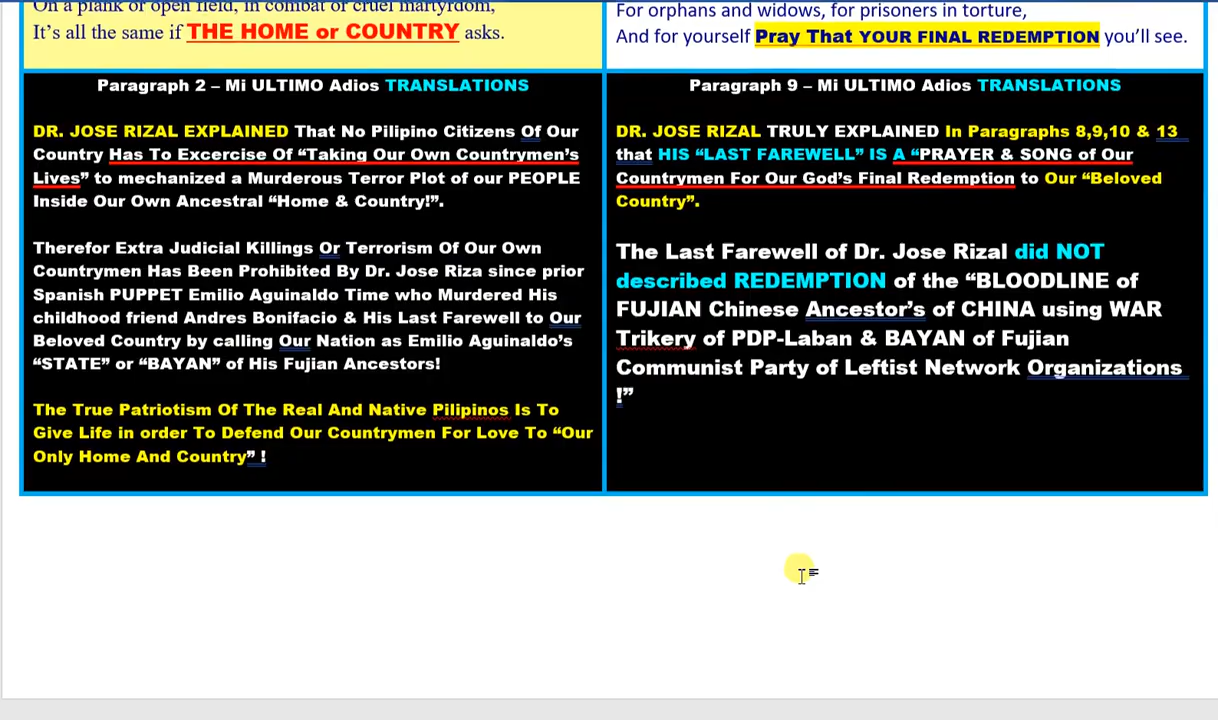 On a plank or open field, in combat or cruel martyrdom,
It's all the same if THE HOME or COUNTRY asks.
Paragraph 2 – Mi ULTIMO Adios TRANSLATIONS
DR. JOSE RIZAL EXPLAINED That No Pilipino Citizens Of Our
Country Has To Excercise Of “Taking Our Own Countrymen’s
Lives” to mechanized a Murderous Terror Plot of our PEOPLE
Inside Our Own Ancestral “Home & Country!”.
Therefor Extra Judicial Killings Or Terrorism Of Our Own
Countrymen Has Been Prohibited By Dr. Jose Riza since prior
Spanish PUPPET Emilio Aguinaldo Time who Murdered His
childhood friend Andres Bonifacio & His Last Farewell to Our
Beloved Country by calling Our Nation as Emilio Aguinaldo’s
“STATE” or “BAYAN” of His Fujian Ancestors!
The True Patriotism Of The Real And Native Pilipinos Is To
Give Life in order To Defend Our Countrymen For Love To “Our
Only Home And Country” !
For orphans and widows, for prisoners in torture,
And for yourself Pray That YOUR FINAL REDEMPTION you’ll see.
Paragraph 9 – Mi ULTIMO Adios TRANSLATIONS
DR. JOSE RIZAL TRULY EXPLAINED In Paragraphs 8,9,10 & 13
that HIS “LAST FAREWELL” IS A “PRAYER & SONG of Our
Countrymen For Our God’s Final Redemption to Our “Beloved
Country”.
The Last Farewell of Dr. Jose Rizal did NOT
described REDEMPTION of the “BLOODLINE of
FUJIAN Chinese Ancestor’s of CHINA using WAR
Trikery of PDP-Laban & BAYAN of Fujian
Communist Party of Leftist Network Organizations
!”